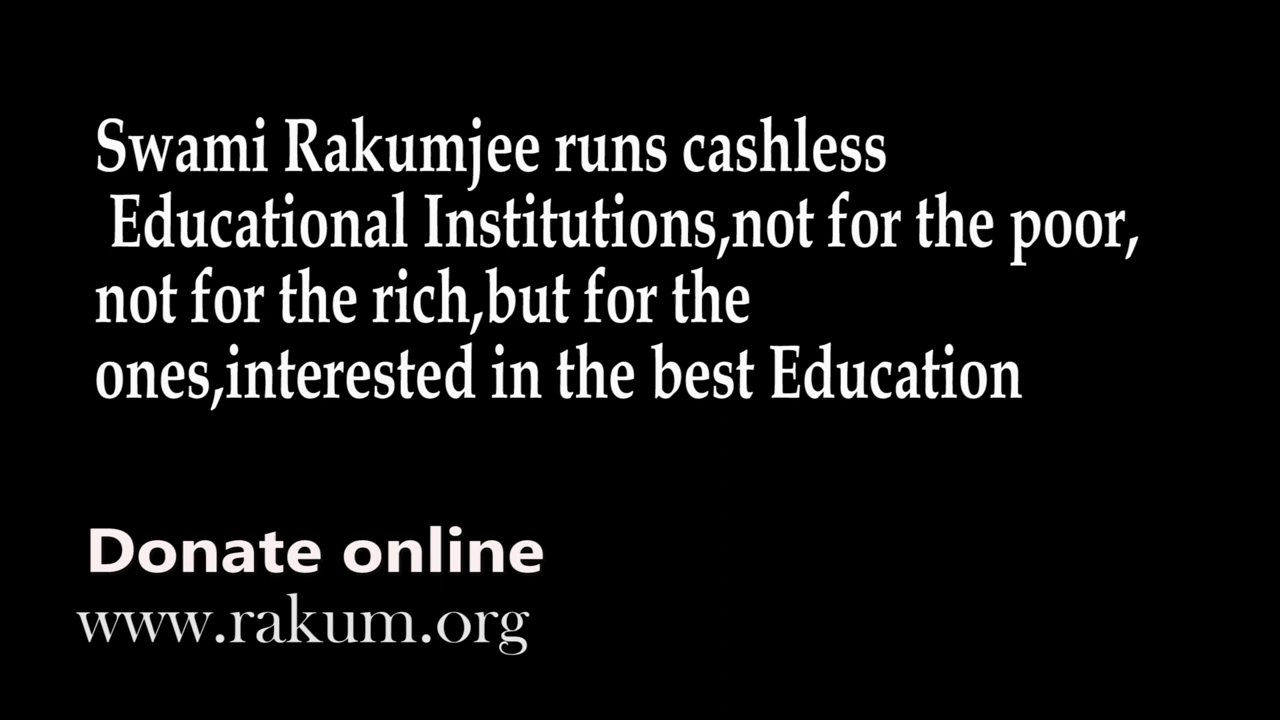 Swami Rakumjee runs cashless
Educational Institutions,not for the poor,
not for the rich,but for the
ones,interested in the best Education
Donate online
www.rakum.org